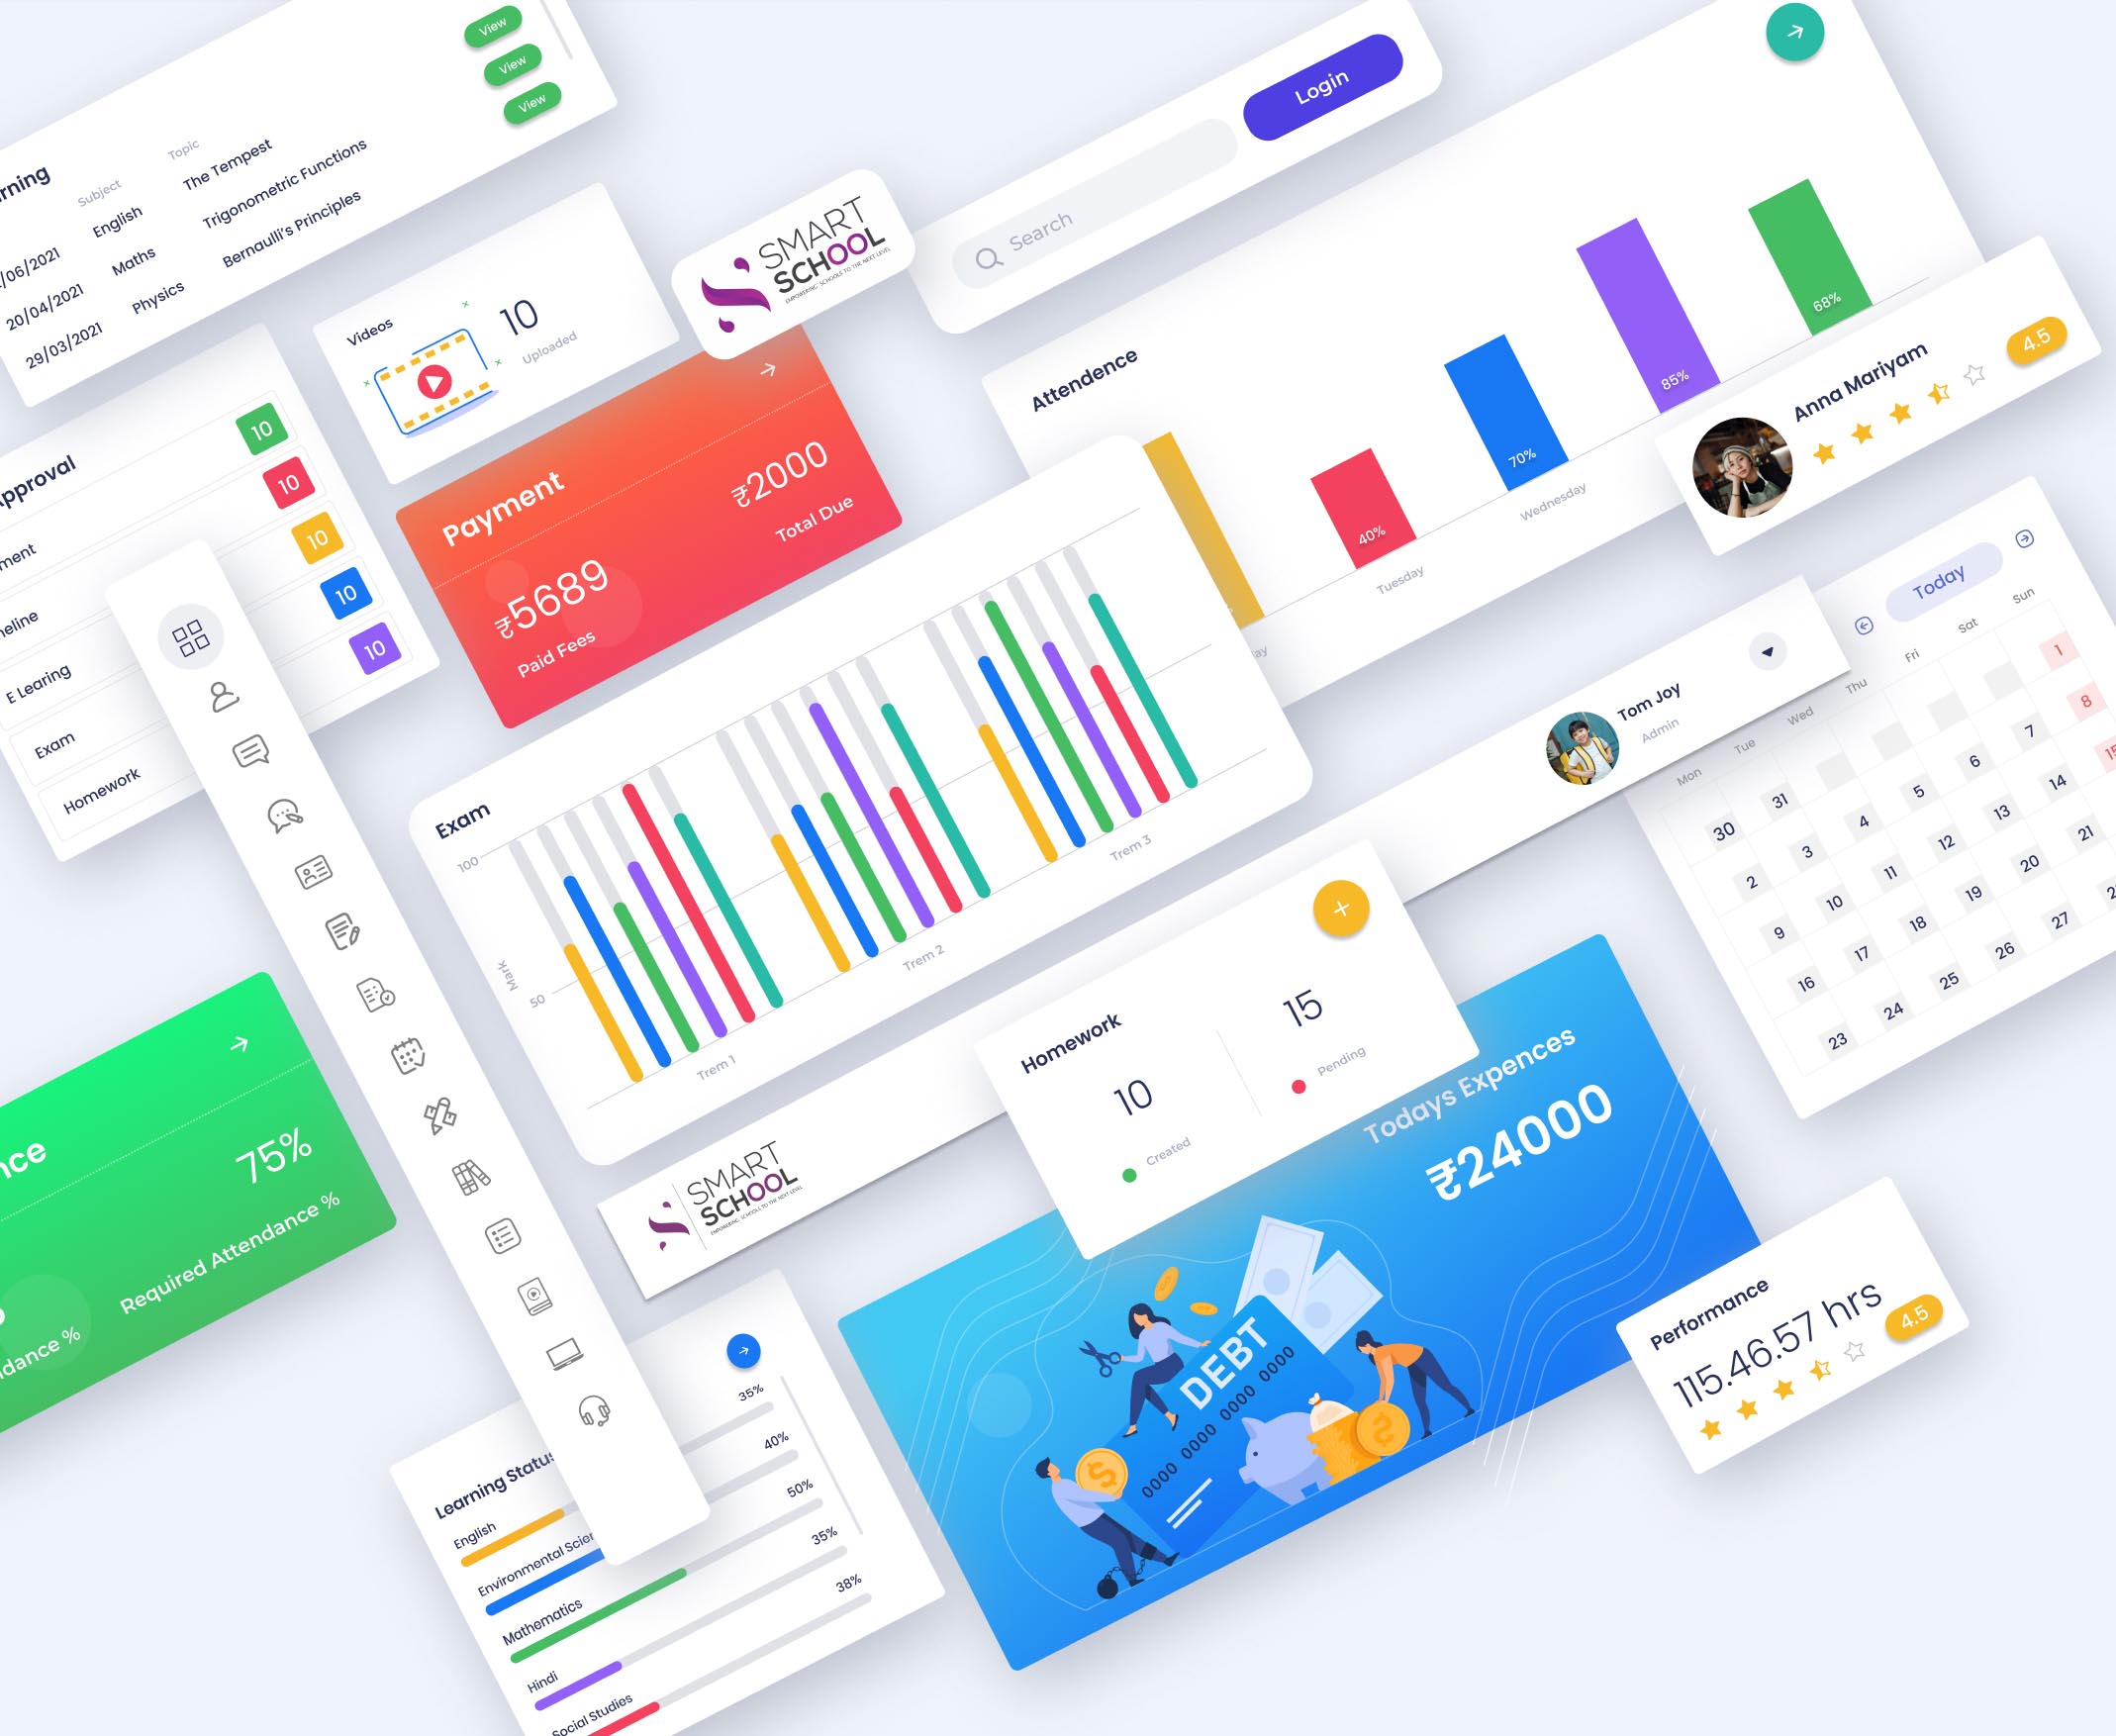 View
View
View
rning
Subject
Topic
/06/2021
English
The Tempest
20/04/2021
Maths
Trigonometric Functions
29/03/2021
Physics
Bernaulli's Principles
Videos
10
Uploaded
SMART
SCHOOL
EMPOWERING SCHOOLS TO THE NEXT LEVEL
Search
Login
Attendence
40%
70%
85%
68%
ay
Tuesday
Wednesday
Anna Mariyam
4.5
pproval
ment
10
eline
10
E Learing
10
Exam
10
Homework
10
Payment
₹5689
Paid Fees
₹2000
Total Due
Exam
100
50
Mark
Trem 1
Trem 2
Trem 3
Tom Joy
Admin
Today
Mon
Tue
Wed
Thu
Fri
Sat
Sun
1
30
31
2
3
4
5
6
7
8
9
10
11
12
13
14
15
16
17
18
19
20
21
23
24
25
26
27
2
nce
75%
Required Attendance %
dance %
SMART
SCHOOL
EMPOWERING SCHOOLS TO THE NEXT LEVEL
Homework
10
Created
15
Pending
Todays Expences
₹24000
DEBT
0000 0000 0000 0000
Performance
115.46.57 hrs
4.5
Learning Status
English
35%
Environmental Scien
40%
Mathematics
50%
Hindi
35%
Social Studies
38%